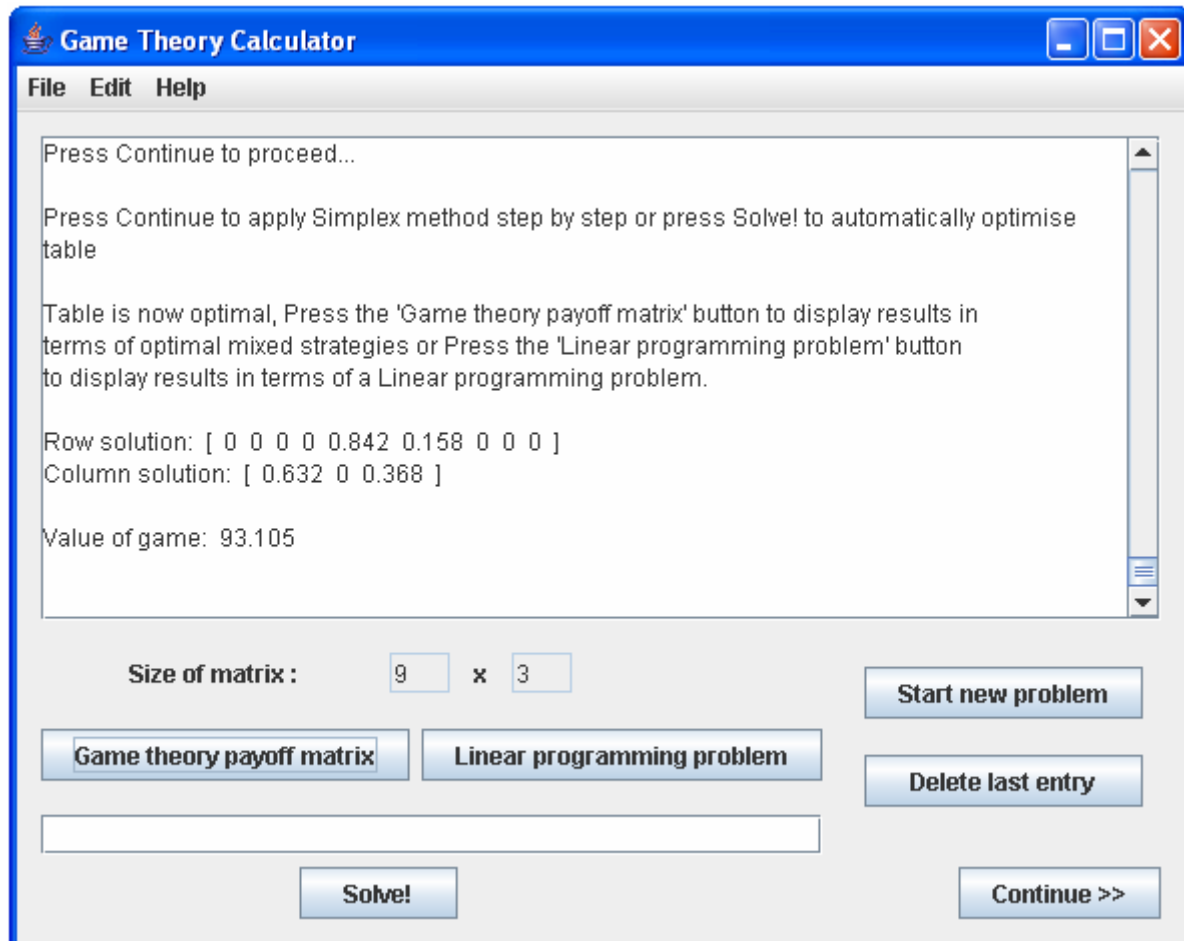 Game Theory Calculator
File Edit Help
Press Continue to proceed...
Press Continue to apply Simplex method step by step or press Solve! to automatically optimise
table
Table is now optimal, Press the 'Game theory payoff matrix' button to display results in
terms of optimal mixed strategies or Press the 'Linear programming problem' button
to display results in terms of a Linear programming problem.
Row solution: [ 0 0 0 0 0.842 0.158 0 0 0 ]
Column solution: [ 0.632 0 0.368 ]
Value of game: 93.105
Size of matrix : 9 x 3
Start new problem
Game theory payoff matrix Linear programming problem
Delete last entry
Solve! Continue >>